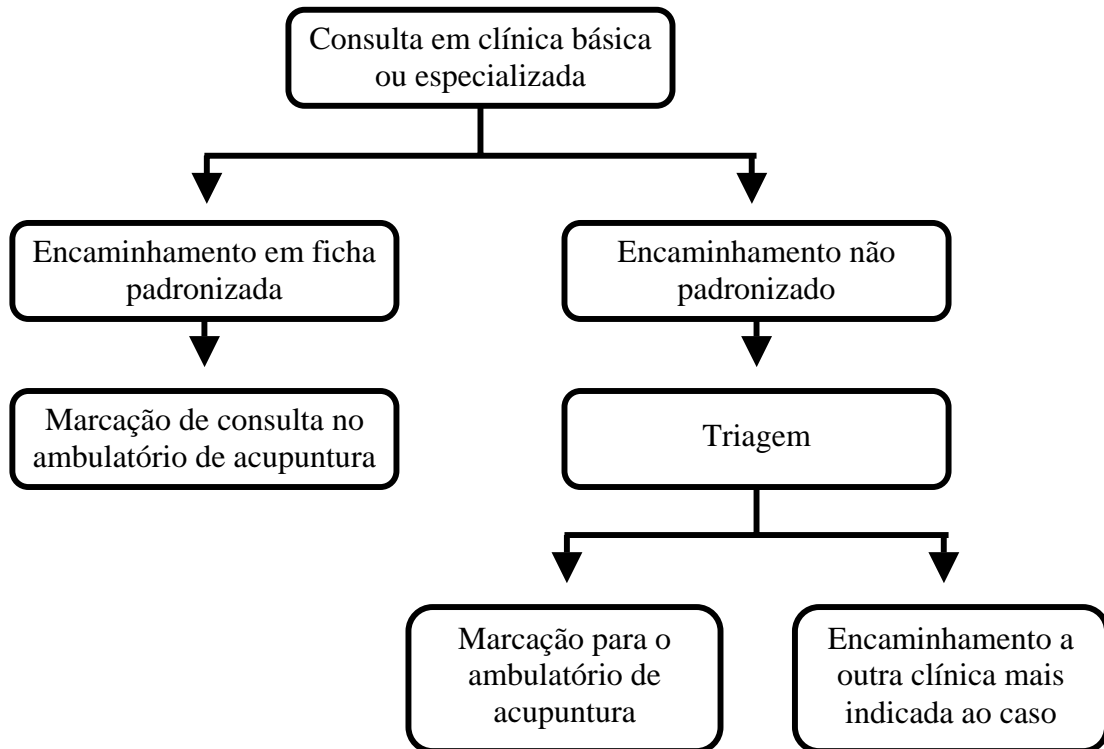 Consulta em clínica básica
ou especializada
Encaminhamento em ficha
padronizada
Encaminhamento não
padronizado
Marcação de consulta no
ambulatório de acupuntura
Triagem
Marcação para o
ambulatório de
acupuntura
Encaminhamento a
outra clínica mais
indicada ao caso